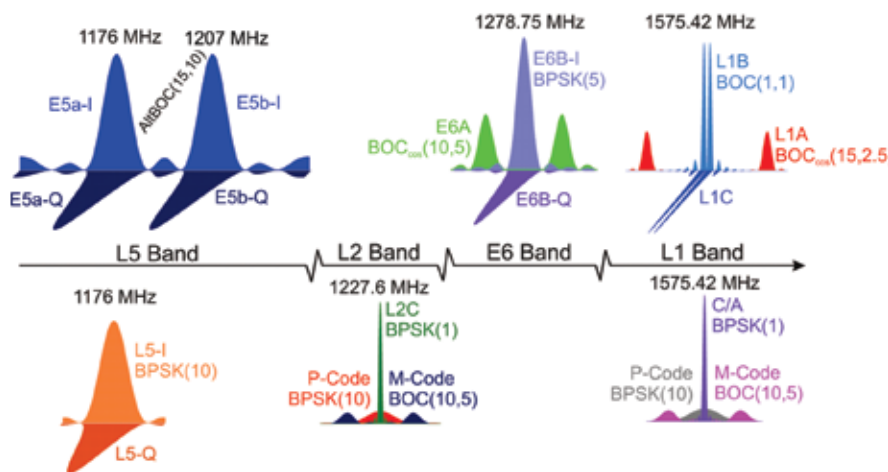 1176 MHz
1207 MHz
AltBOC(15,10)
E5a-I
E5b-I
E5a-Q
E5b-Q
1278.75 MHz
E6B-I
BPSK(5)
E6A
BOCcos(10,5)
E6B-Q
1575.42 MHz
L1B
BOC(1,1)
L1A
BOCcos(15,2.5
L1C
L5 Band
L2 Band
E6 Band
L1 Band
1176 MHz
L5-I
BPSK(10)
L5-Q
1227.6 MHz
L2C
BPSK(1)
P-Code
BPSK(10)
M-Code
BOC(10,5)
1575.42 MHz
C/A
BPSK(1)
P-Code
BPSK(10)
M-Code
BOC(10,5)